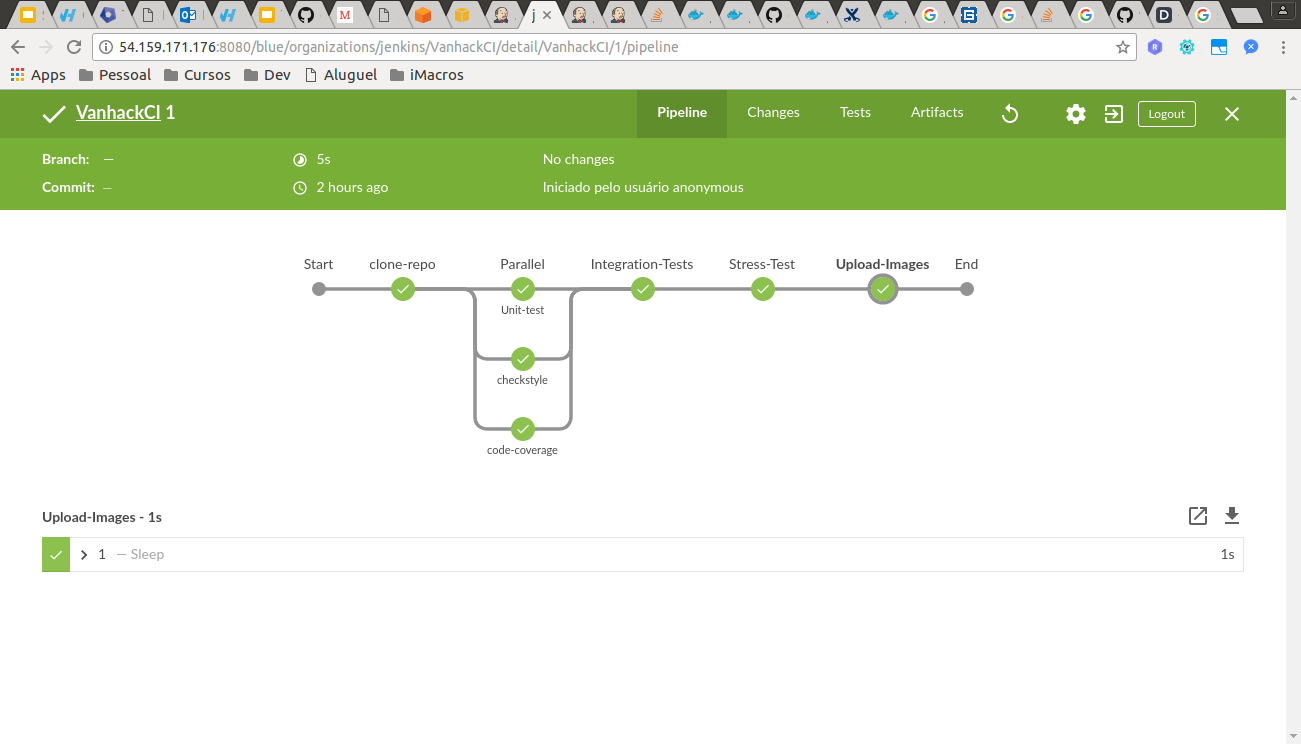 54.159.171.176:8080/blue/organizations/jenkins/VanhackCI/detail/VanhackCI/1/pipeline
Apps Pessoal Cursos Dev Aluguel iMacros
VanhackCI 1 Pipeline Changes Tests Artifacts Logout
Branch: — 5s No changes
Commit: — 2 hours ago Iniciado pelo usuário anonymous
Start clone-repo Parallel Integration-Tests Stress-Test Upload-Images End
Unit-test
checkstyle
code-coverage
Upload-Images - 1s
1 — Sleep 1s